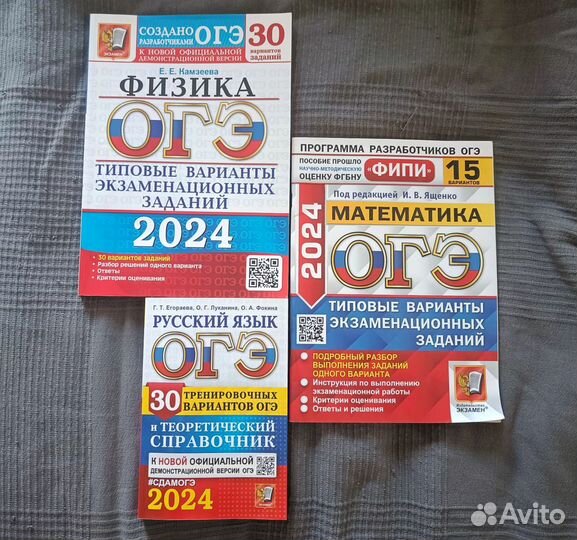 СОЗДАНО
РАЗРАБОТЧИКАМИ ОГЭ
К НОВОЙ ОФИЦИАЛЬНОЙ
ДЕМОНСТРАЦИОННОЙ ВЕРСИИ
30
вариантов
заданий
ЭКЗАМЕН
Е. Е. Камзеева
ФИЗИКА
ОГЭ
ТИПОВЫЕ ВАРИАНТЫ
ЭКЗАМЕНАЦИОННЫХ
ЗАДАНИЙ
2024
• 30 вариантов заданий
• Разбор решений одного варианта
• Ответы
• Критерии оценивания
ПРОГРАММА РАЗРАБОТЧИКОВ ОГЭ
ПОСОБИЕ ПРОШЛО
НАУЧНО-МЕТОДИЧЕСКУЮ
ОЦЕНКУ ФГБНУ
«ФИПИ»
15
ВАРИАНТОВ
Под редакцией И. В. Ященко
2024
МАТЕМАТИКА
ОГЭ
ТИПОВЫЕ ВАРИАНТЫ
ЭКЗАМЕНАЦИОННЫХ
ЗАДАНИЙ
• ПОДРОБНЫЙ РАЗБОР
ВЫПОЛНЕНИЯ ЗАДАНИЙ
ОДНОГО ВАРИАНТА
• Инструкция по выполнению
экзаменационной работы
• Критерии оценивания
• Ответы и решения
Издательство
ЭКЗАМЕН
Г. Т. Егораева, О. Г. Луканина, О. А. Фокина
РУССКИЙ ЯЗЫК
ОГЭ
30 ТРЕНИРОВОЧНЫХ
ВАРИАНТОВ ОГЭ
и ТЕОРЕТИЧЕСКИЙ
СПРАВОЧНИК
К НОВОЙ ОФИЦИАЛЬНОЙ
ДЕМОНСТРАЦИОННОЙ ВЕРСИИ ОГЭ
#СДАМОГЭ
2024
Avito